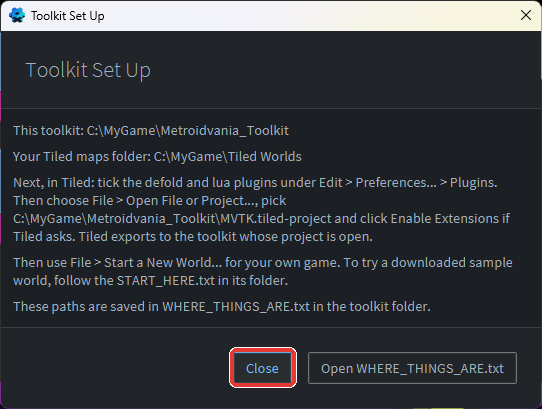 Toolkit Set Up
Toolkit Set Up
This toolkit: C:\MyGame\Metroidvania_Toolkit
Your Tiled maps folder: C:\MyGame\Tiled Worlds
Next, in Tiled: tick the defold and lua plugins under Edit > Preferences... > Plugins.
Then choose File > Open File or Project..., pick
C:\MyGame\Metroidvania_Toolkit\MVTK.tiled-project and click Enable Extensions if
Tiled asks. Tiled exports to the toolkit whose project is open.
Then use File > Start a New World... for your own game. To try a downloaded sample
world, follow the START_HERE.txt in its folder.
These paths are saved in WHERE_THINGS_ARE.txt in the toolkit folder.
Close
Open WHERE_THINGS_ARE.txt